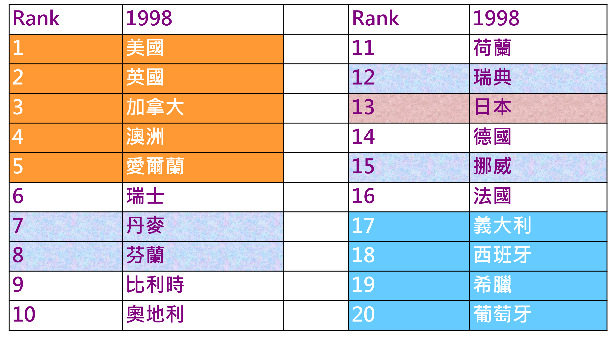 Rank 1998 Rank 1998
1 美國 11 荷蘭
2 英國 12 瑞典
3 加拿大 13 日本
4 澳洲 14 德國
5 愛爾蘭 15 挪威
6 瑞士 16 法國
7 丹麥 17 義大利
8 芬蘭 18 西班牙
9 比利時 19 希臘
10 奧地利 20 葡萄牙